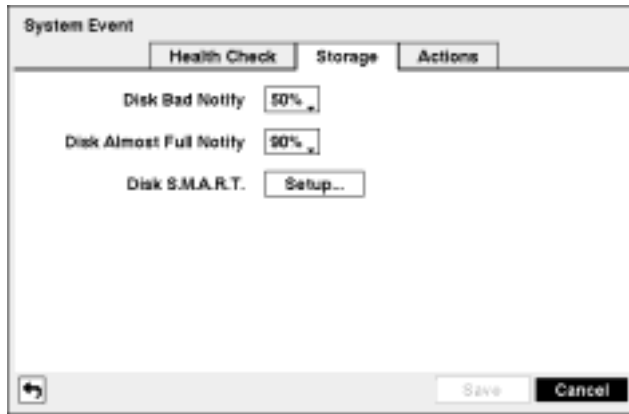 System Event
Health Check Storage Actions
Disk Bad Notify 50%
Disk Almost Full Notify 90%
Disk S.M.A.R.T. Setup...
Save Cancel